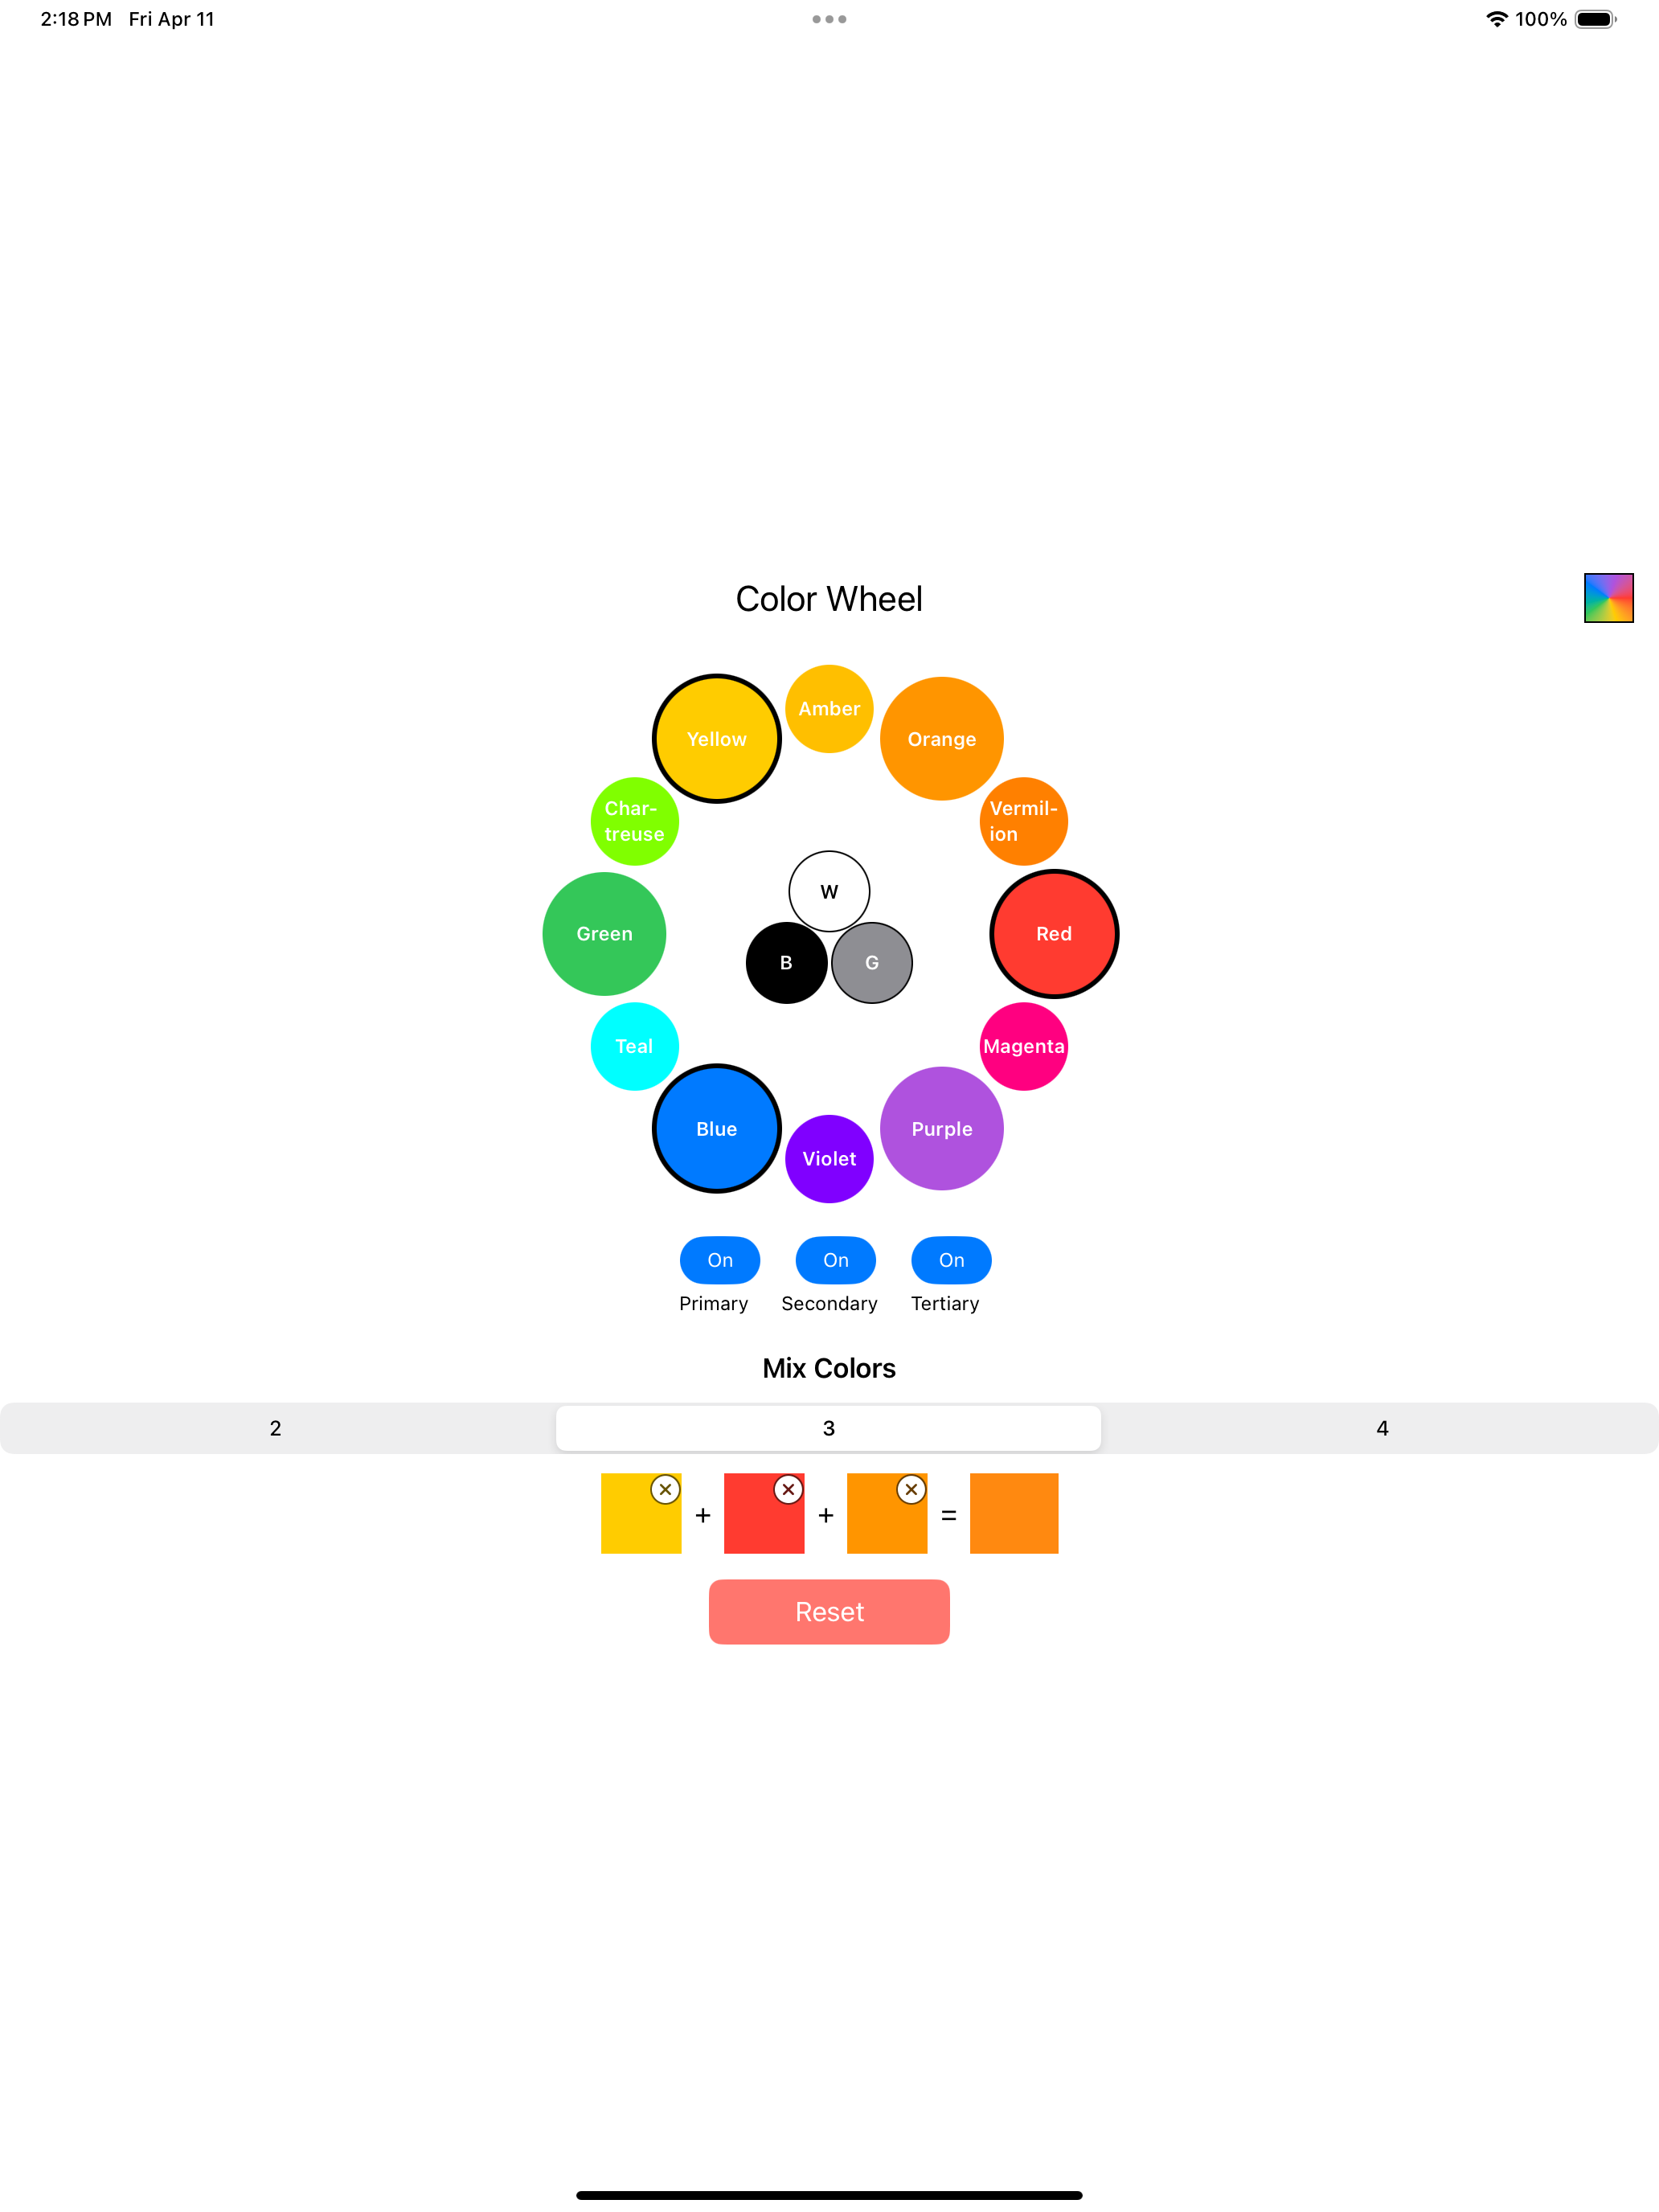 2:18 PM Fri Apr 11
100%
Color Wheel
Amber
Yellow
Orange
Char-
treuse
Vermil-
ion
W
Green
Red
B
G
Teal
Magenta
Blue
Purple
Violet
On
On
On
Primary
Secondary
Tertiary
Mix Colors
2
3
4
+ + =
Reset